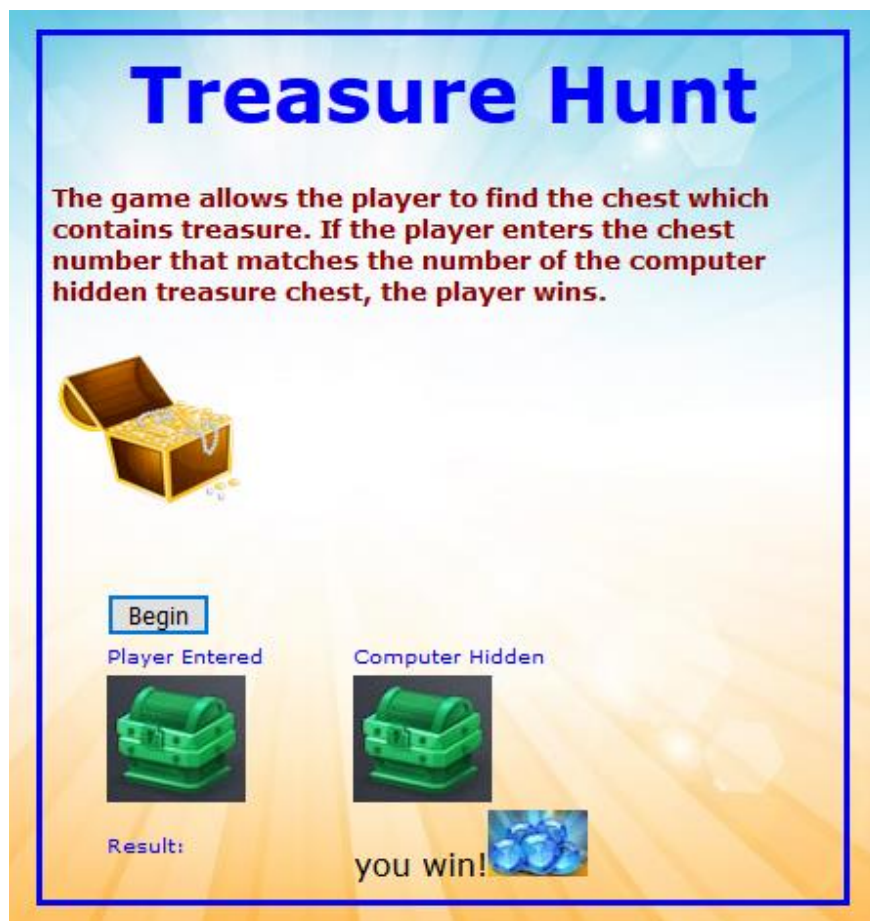 Treasure Hunt
The game allows the player to find the chest which
contains treasure. If the player enters the chest
number that matches the number of the computer
hidden treasure chest, the player wins.
Begin
Player Entered Computer Hidden
Result: you win!